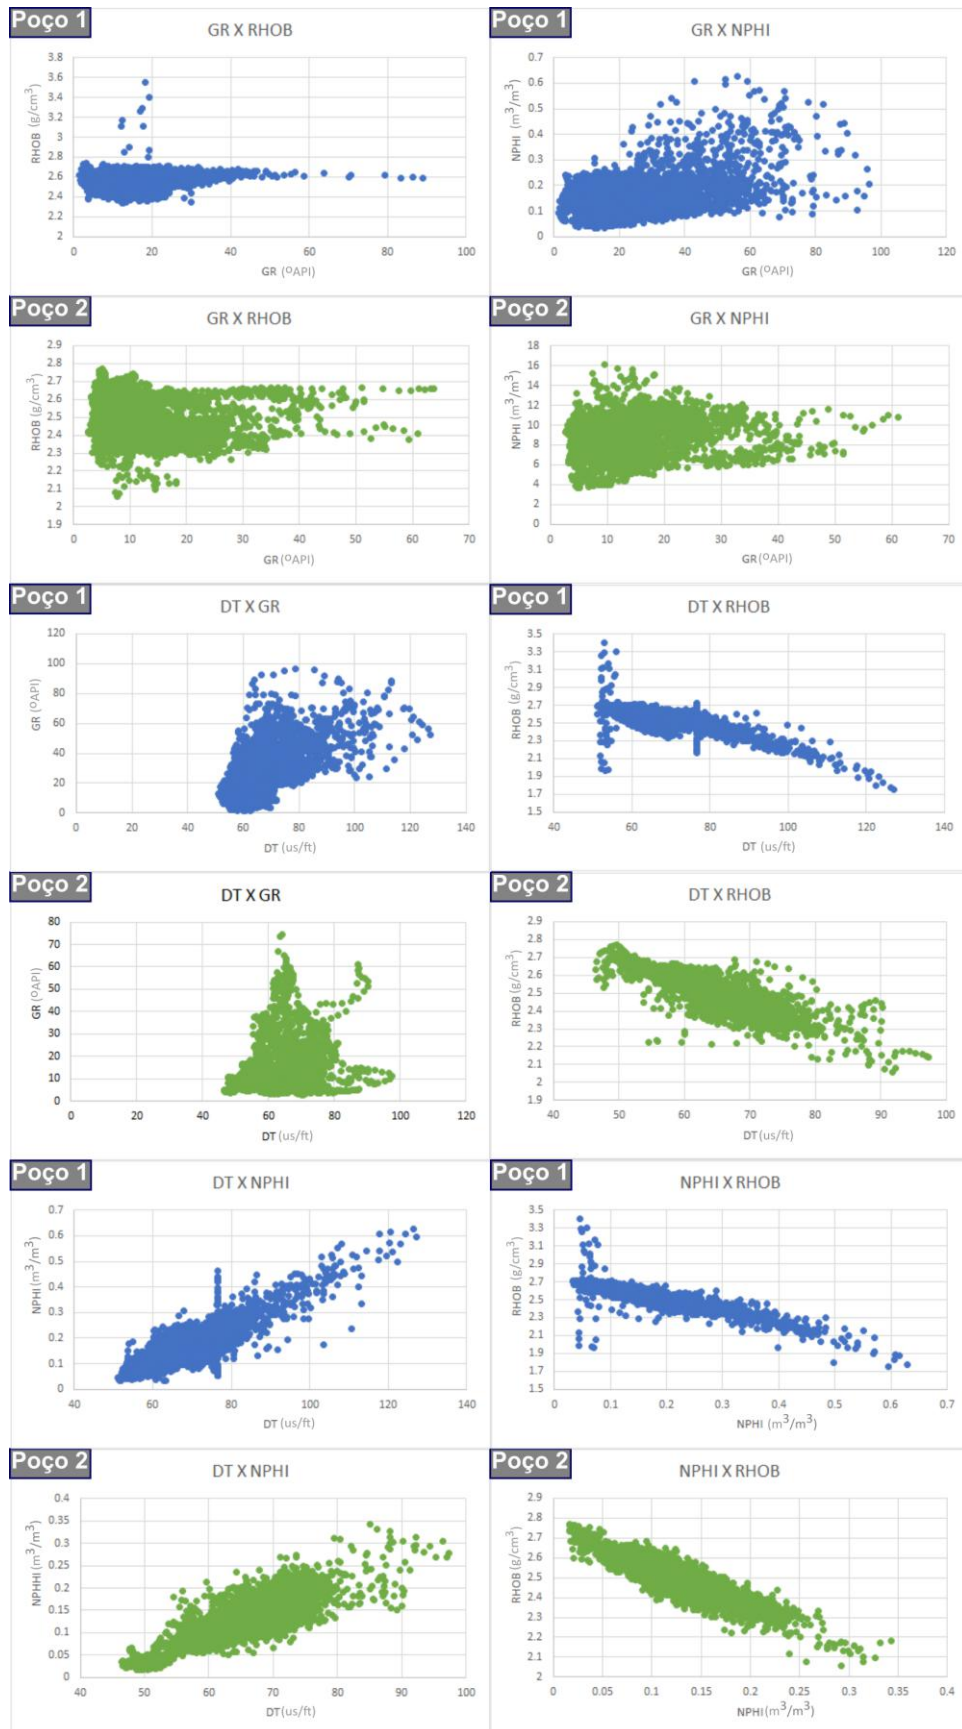 Poço 1
GR X RHOB
RHOB (g/cm³)
3.8
3.6
3.4
3.2
3
2.8
2.6
2.4
2.2
2
0 20 40 60 80 100
GR (ºAPI)
Poço 1
GR X NPHI
NPHI (m³/m³)
0.7
0.6
0.5
0.4
0.3
0.2
0.1
0
0 20 40 60 80 100 120
GR (ºAPI)
Poço 2
GR X RHOB
RHOB (g/cm³)
2.9
2.8
2.7
2.6
2.5
2.4
2.3
2.2
2.1
2
1.9
0 10 20 30 40 50 60 70
GR (ºAPI)
Poço 2
GR X NPHI
NPHI (m³/m³)
18
16
14
12
10
8
6
4
2
0
0 10 20 30 40 50 60 70
GR (ºAPI)
Poço 1
DT X GR
GR (ºAPI)
120
100
80
60
40
20
0
0 20 40 60 80 100 120 140
DT (us/ft)
Poço 1
DT X RHOB
RHOB (g/cm³)
3.5
3.3
3.1
2.9
2.7
2.5
2.3
2.1
1.9
1.7
1.5
40 60 80 100 120 140
DT (us/ft)
Poço 2
DT X GR
GR (ºAPI)
80
70
60
50
40
30
20
10
0
0 20 40 60 80 100 120
DT (us/ft)
Poço 2
DT X RHOB
RHOB (g/cm³)
2.9
2.8
2.7
2.6
2.5
2.4
2.3
2.2
2.1
2
1.9
40 50 60 70 80 90 100
DT (us/ft)
Poço 1
DT X NPHI
NPHI (m³/m³)
0.7
0.6
0.5
0.4
0.3
0.2
0.1
0
40 60 80 100 120 140
DT (us/ft)
Poço 1
NPHI X RHOB
RHOB (g/cm³)
3.5
3.3
3.1
2.9
2.7
2.5
2.3
2.1
1.9
1.7
1.5
0 0.1 0.2 0.3 0.4 0.5 0.6 0.7
NPHI (m³/m³)
Poço 2
DT X NPHI
NPHHI (m³/m³)
0.4
0.35
0.3
0.25
0.2
0.15
0.1
0.05
0
40 50 60 70 80 90 100
DT (us/ft)
Poço 2
NPHI X RHOB
RHOB (g/cm³)
2.9
2.8
2.7
2.6
2.5
2.4
2.3
2.2
2.1
2
0 0.05 0.1 0.15 0.2 0.25 0.3 0.35 0.4
NPHI (m³/m³)